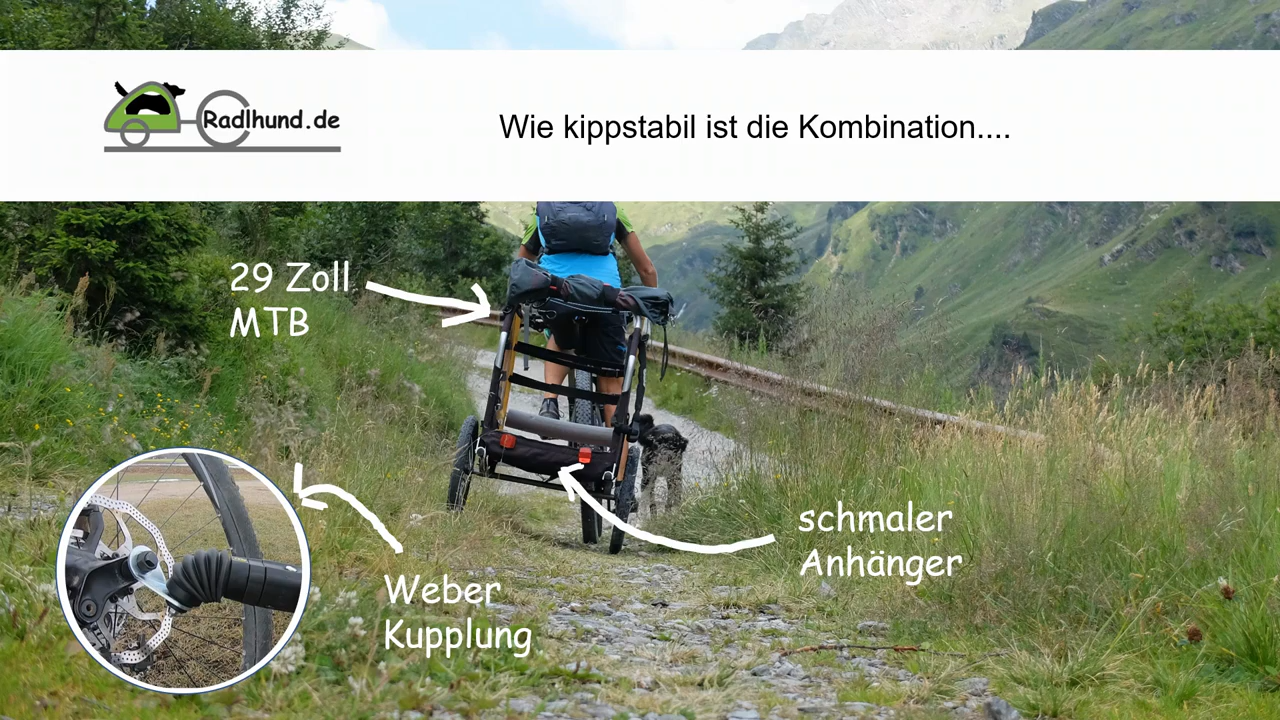 Radlhund.de
Wie kippstabil ist die Kombination....
29 Zoll
MTB
schmaler
Anhänger
Weber
Kupplung